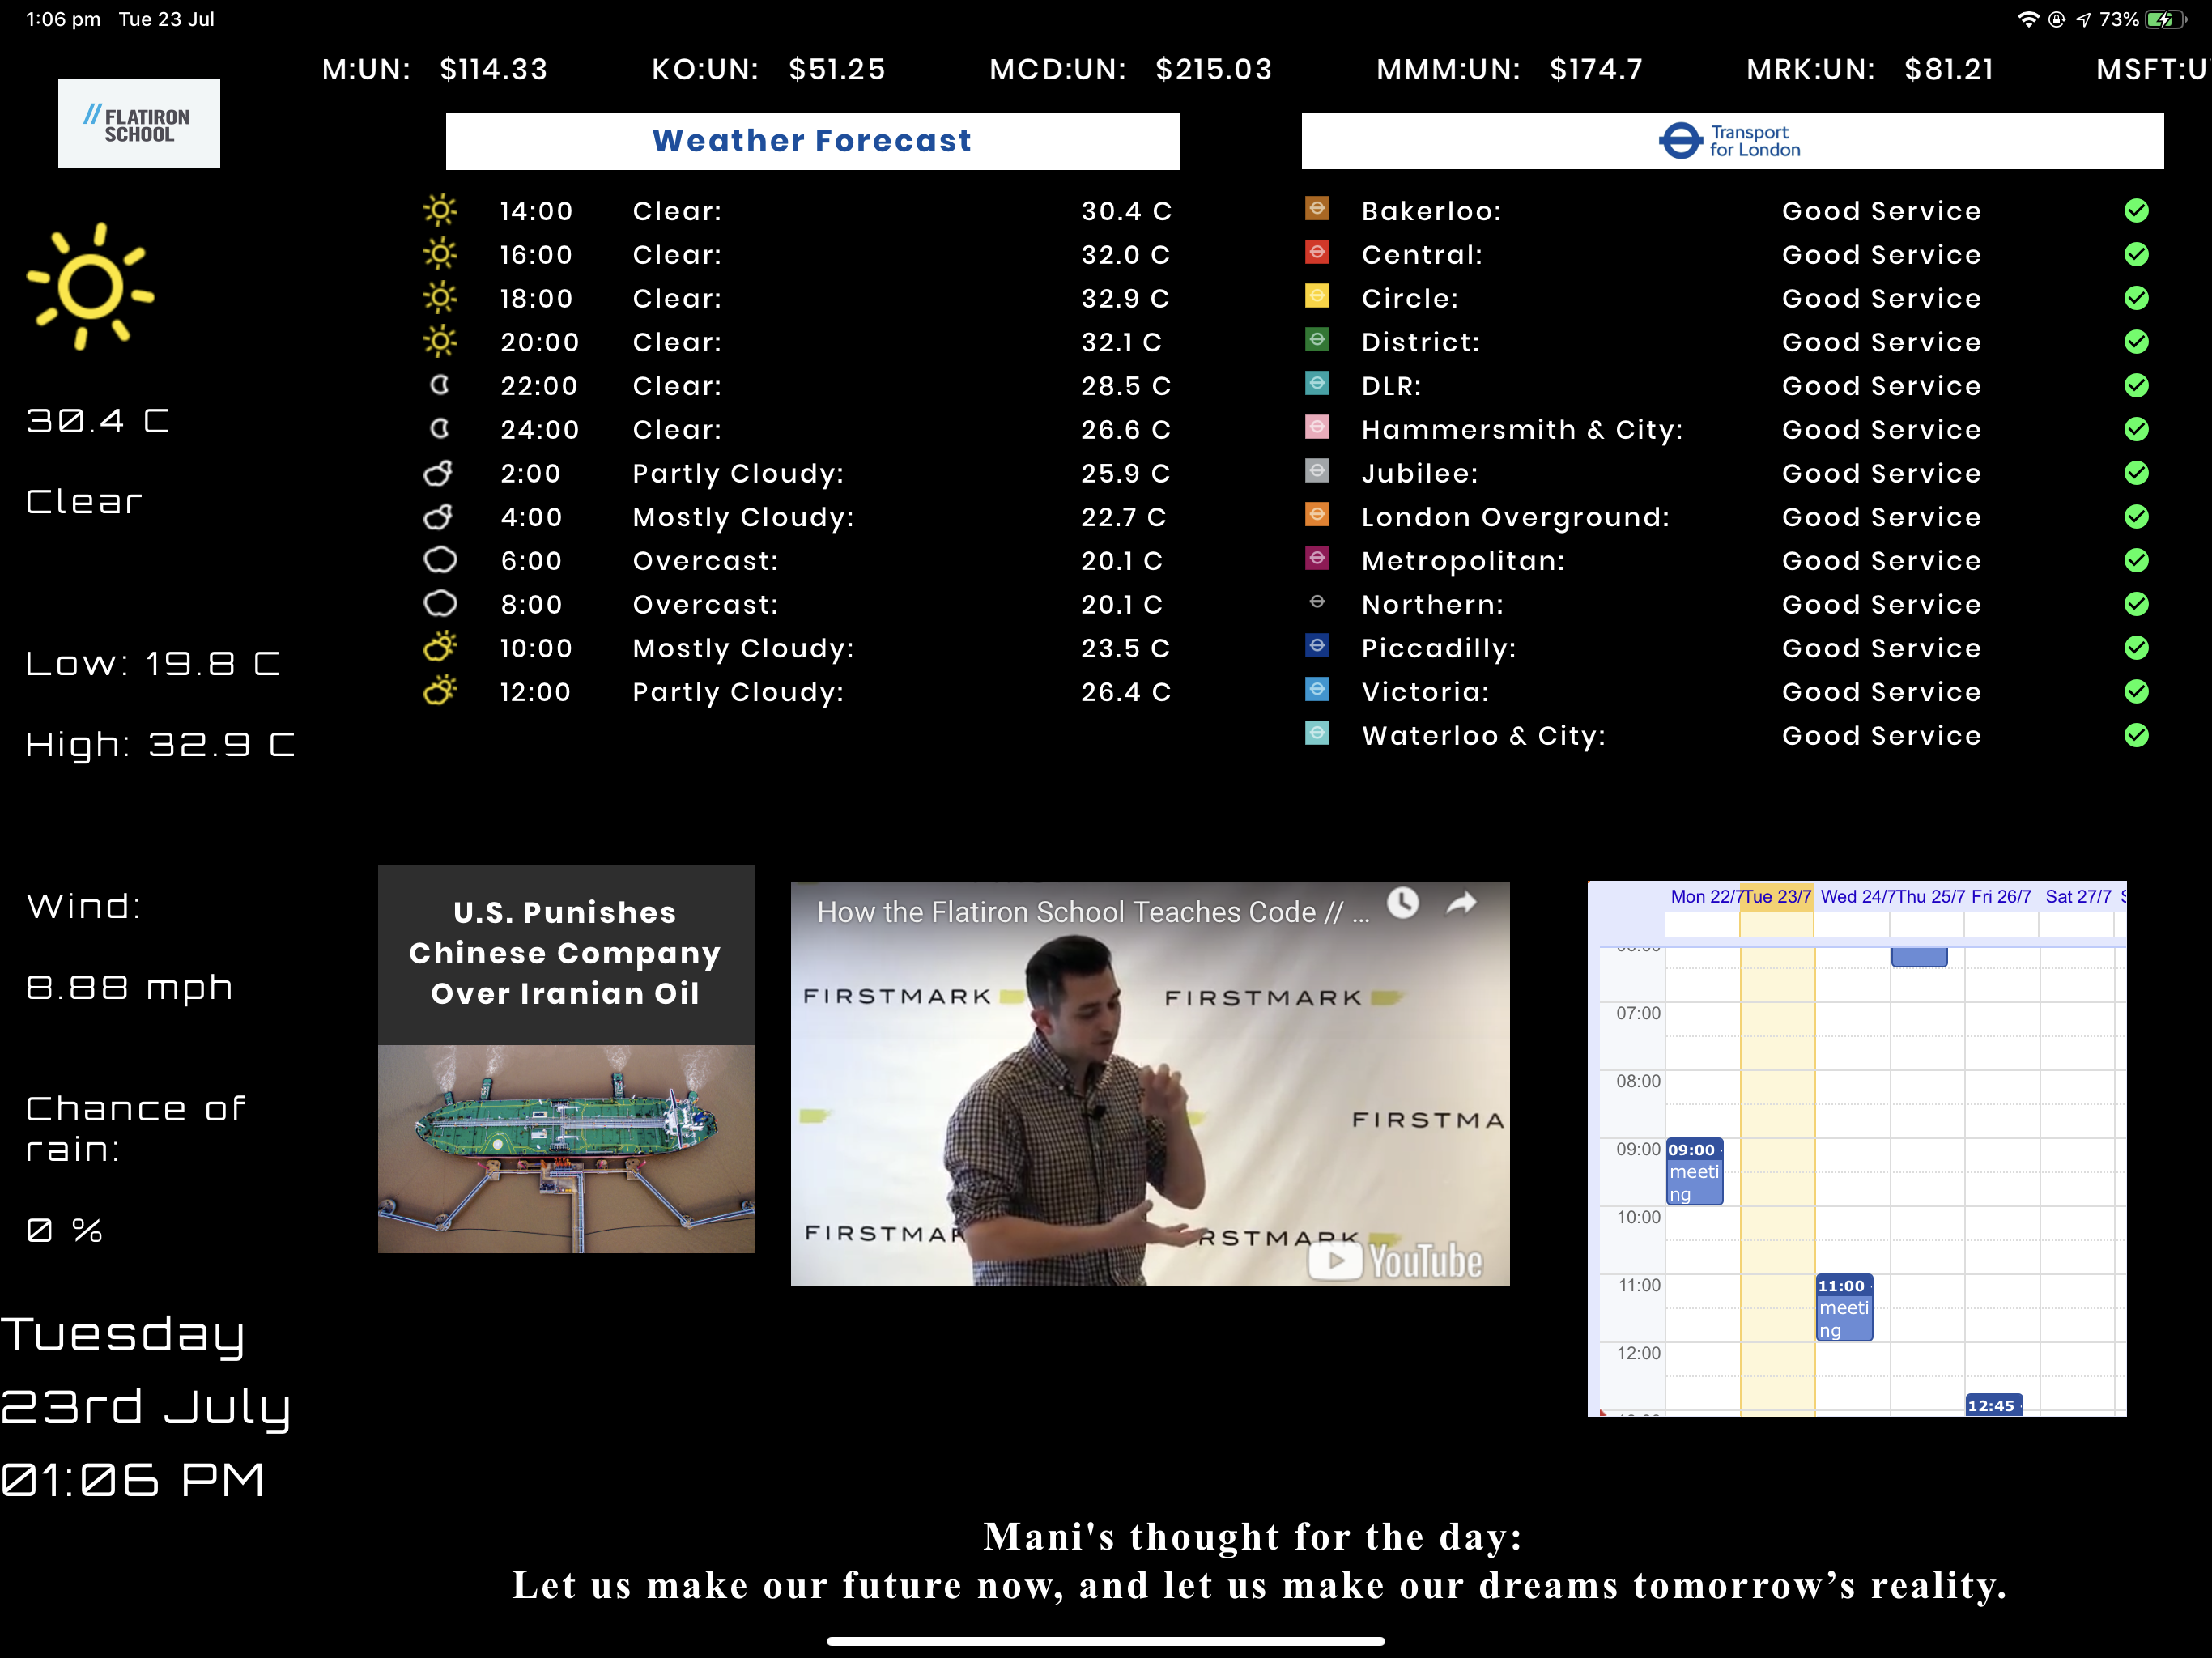 1:06 pm Tue 23 Jul
73%
M:UN: $114.33 KO:UN: $51.25 MCD:UN: $215.03 MMM:UN: $174.7 MRK:UN: $81.21 MSFT:U
// FLATIRON
SCHOOL
30.4 C
Clear
Low: 19.8 C
High: 32.9 C
Wind:
8.88 mph
Chance of
rain:
0 %
Tuesday
23rd July
01:06 PM
Weather Forecast
14:00 Clear: 30.4 C
16:00 Clear: 32.0 C
18:00 Clear: 32.9 C
20:00 Clear: 32.1 C
22:00 Clear: 28.5 C
24:00 Clear: 26.6 C
2:00 Partly Cloudy: 25.9 C
4:00 Mostly Cloudy: 22.7 C
6:00 Overcast: 20.1 C
8:00 Overcast: 20.1 C
10:00 Mostly Cloudy: 23.5 C
12:00 Partly Cloudy: 26.4 C
Transport
for London
Bakerloo: Good Service
Central: Good Service
Circle: Good Service
District: Good Service
DLR: Good Service
Hammersmith & City: Good Service
Jubilee: Good Service
London Overground: Good Service
Metropolitan: Good Service
Northern: Good Service
Piccadilly: Good Service
Victoria: Good Service
Waterloo & City: Good Service
U.S. Punishes
Chinese Company
Over Iranian Oil
How the Flatiron School Teaches Code // ...
FIRSTMARK FIRSTMARK
FIRSTMA
FIRSTMAR RSTMARK
YouTube
Mon 22/7 Tue 23/7 Wed 24/7 Thu 25/7 Fri 26/7 Sat 27/7 S
07:00
08:00
09:00 09:00 -
meeti
ng
10:00
11:00 11:00 -
meeti
ng
12:00
12:45 -
Mani's thought for the day:
Let us make our future now, and let us make our dreams tomorrow’s reality.